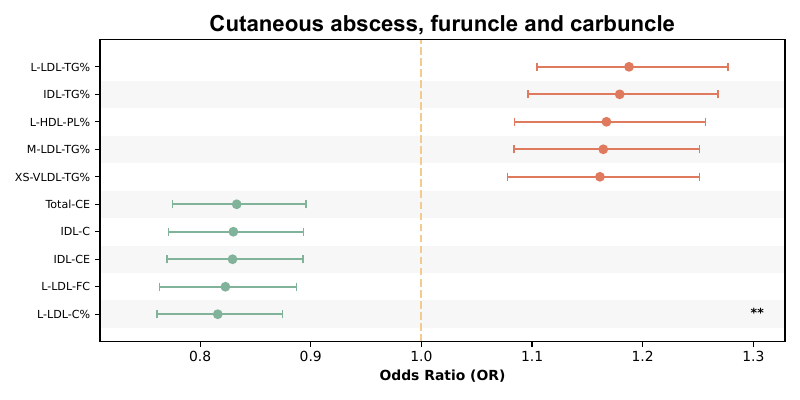 Cutaneous abscess, furuncle and carbuncle
L-LDL-TG%
IDL-TG%
L-HDL-PL%
M-LDL-TG%
XS-VLDL-TG%
Total-CE
IDL-C
IDL-CE
L-LDL-FC
L-LDL-C%
**
0.8 0.9 1.0 1.1 1.2 1.3
Odds Ratio (OR)